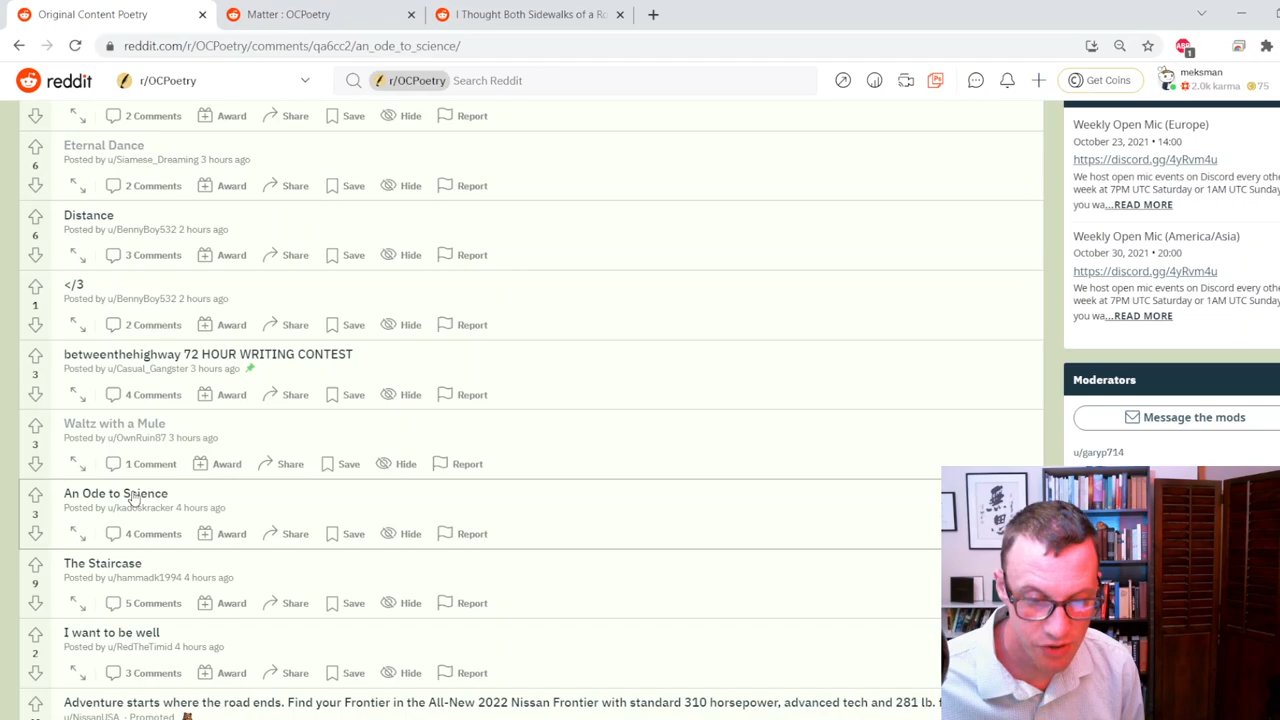 Original Content Poetry
Matter : OCPoetry
I Thought Both Sidewalks of a Ro
reddit.com/r/OCPoetry/comments/qa6cc2/an_ode_to_science/
ABP
1
reddit
r/OCPoetry
r/OCPoetry Search Reddit
Get Coins
meksman
2.0k karma 75
2 Comments Award Share Save Hide Report
Eternal Dance
Posted by u/Siamese_Dreaming 3 hours ago
6
2 Comments Award Share Save Hide Report
Distance
Posted by u/BennyBoy532 2 hours ago
6
3 Comments Award Share Save Hide Report
</3
Posted by u/BennyBoy532 2 hours ago
1
2 Comments Award Share Save Hide Report
betweenthehighway 72 HOUR WRITING CONTEST
Posted by u/Casual_Gangster 3 hours ago
3
4 Comments Award Share Save Hide Report
Waltz with a Mule
Posted by u/OwnRuin87 3 hours ago
3
1 Comment Award Share Save Hide Report
An Ode to Science
Posted by u/kadoskracker 4 hours ago
3
4 Comments Award Share Save Hide Report
The Staircase
Posted by u/hammadk1994 4 hours ago
9
5 Comments Award Share Save Hide Report
I want to be well
Posted by u/RedTheTimid 4 hours ago
2
3 Comments Award Share Save Hide Report
Adventure starts where the road ends. Find your Frontier in the All-New 2022 Nissan Frontier with standard 310 horsepower, advanced tech and 281 lb. f
u/NissanUSA · Promoted
Weekly Open Mic (Europe)
October 23, 2021 • 14:00
https://discord.gg/4yRvm4u
We host open mic events on Discord every othe
week at 7PM UTC Saturday or 1AM UTC Sunday
you wa...READ MORE
Weekly Open Mic (America/Asia)
October 30, 2021 • 20:00
https://discord.gg/4yRvm4u
We host open mic events on Discord every othe
week at 7PM UTC Saturday or 1AM UTC Sunday
you wa...READ MORE
Moderators
Message the mods
u/garyp714